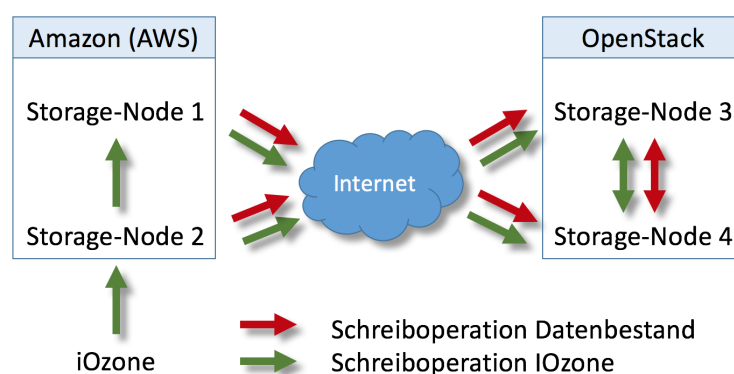 Amazon (AWS)
OpenStack
Storage-Node 1
Storage-Node 3
Internet
Storage-Node 2
Storage-Node 4
Schreiboperation Datenbestand
iOzone
Schreiboperation IOzone